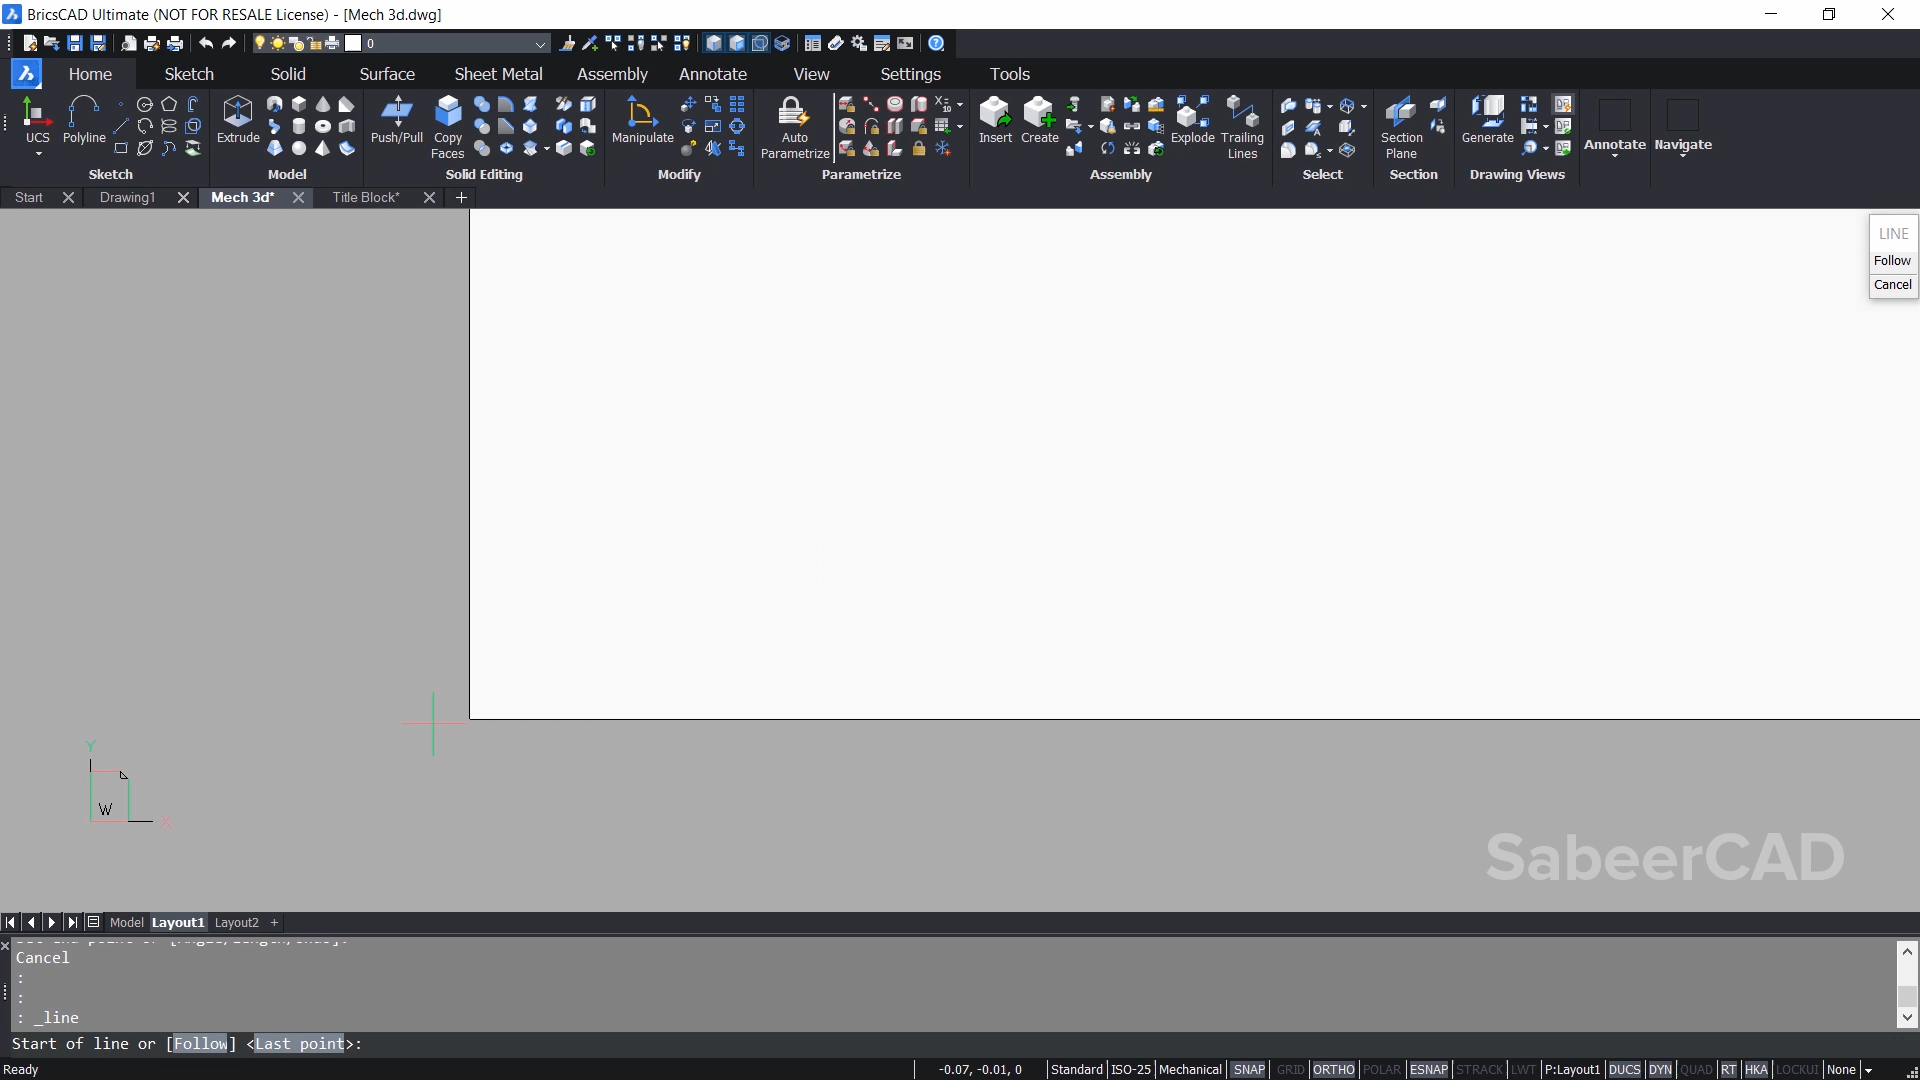 BricsCAD Ultimate (NOT FOR RESALE License) - [Mech 3d.dwg]
0
Home Sketch Solid Surface Sheet Metal Assembly Annotate View Settings Tools
UCS Polyline Extrude Push/Pull Copy Faces Manipulate Auto Parametrize Insert Create Explode Trailing Lines Section Plane Generate Annotate Navigate
Sketch Model Solid Editing Modify Parametrize Assembly Select Section Drawing Views
Start Drawing1 Mech 3d* Title Block* +
LINE
Follow
Cancel
Y
W
X
SabeerCAD
Model Layout1 Layout2 +
Cancel
:
:
: _line
Start of line or [Follow] <Last point>:
Ready -0.07, -0.01, 0 Standard ISO-25 Mechanical SNAP GRID ORTHO POLAR ESNAP STRACK LWT P:Layout1 DUCS DYN QUAD RT HKA LOCKUI None